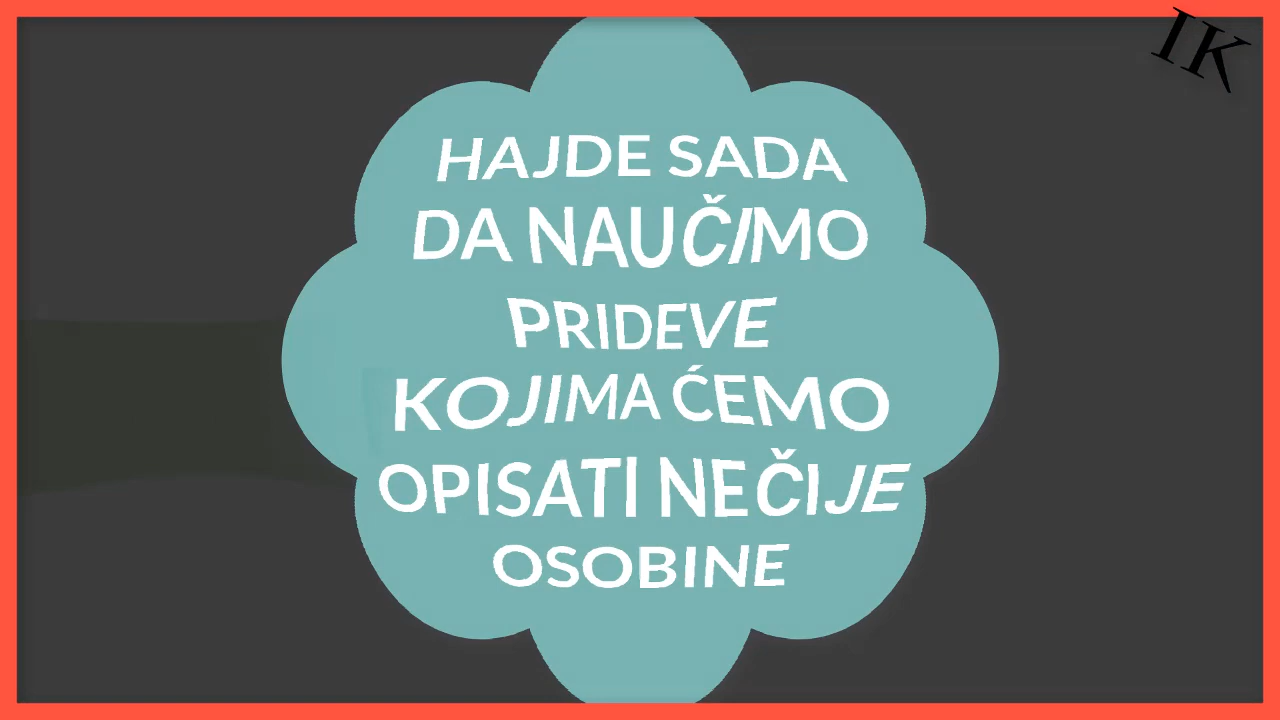 IK
HAJDE SADA
DA NAUČIMO
PRIDEVE
KOJIMA ĆEMO
OPISATI NEČIJE
OSOBINE